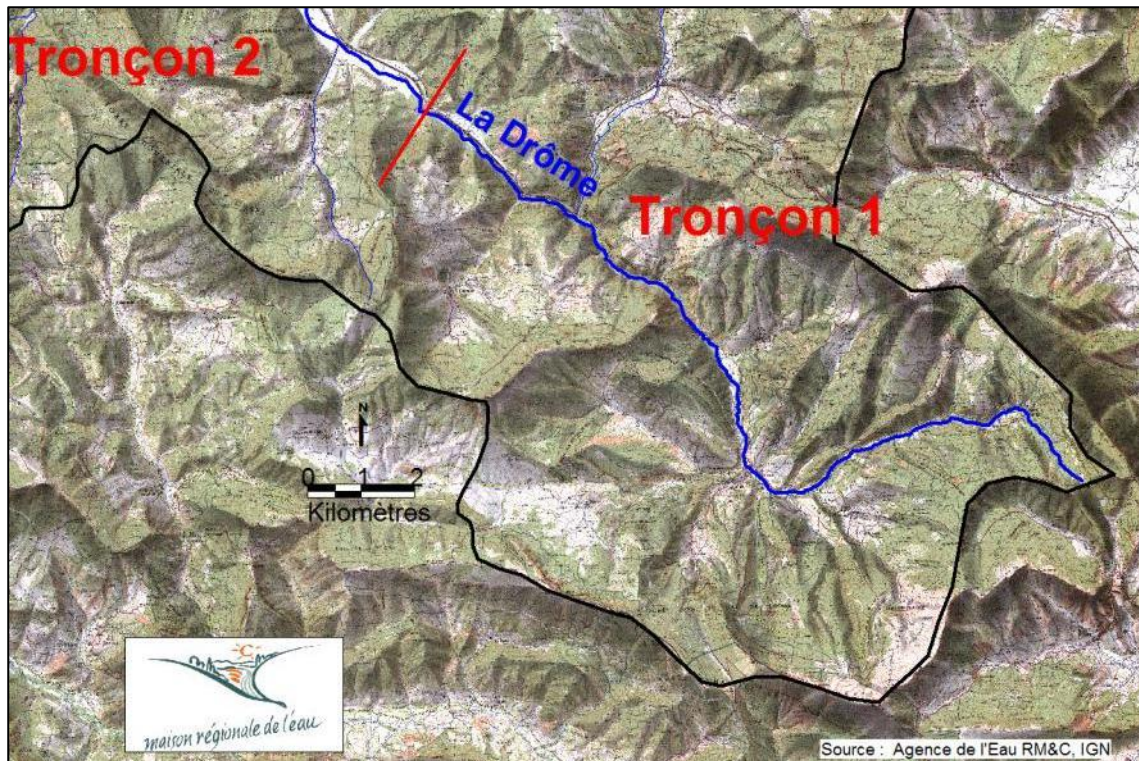 Tronçon 2
La Drôme
Tronçon 1
N
0 1 2
Kilomètres
maison régionale de l'eau
Source : Agence de l'Eau RM&C, IGN